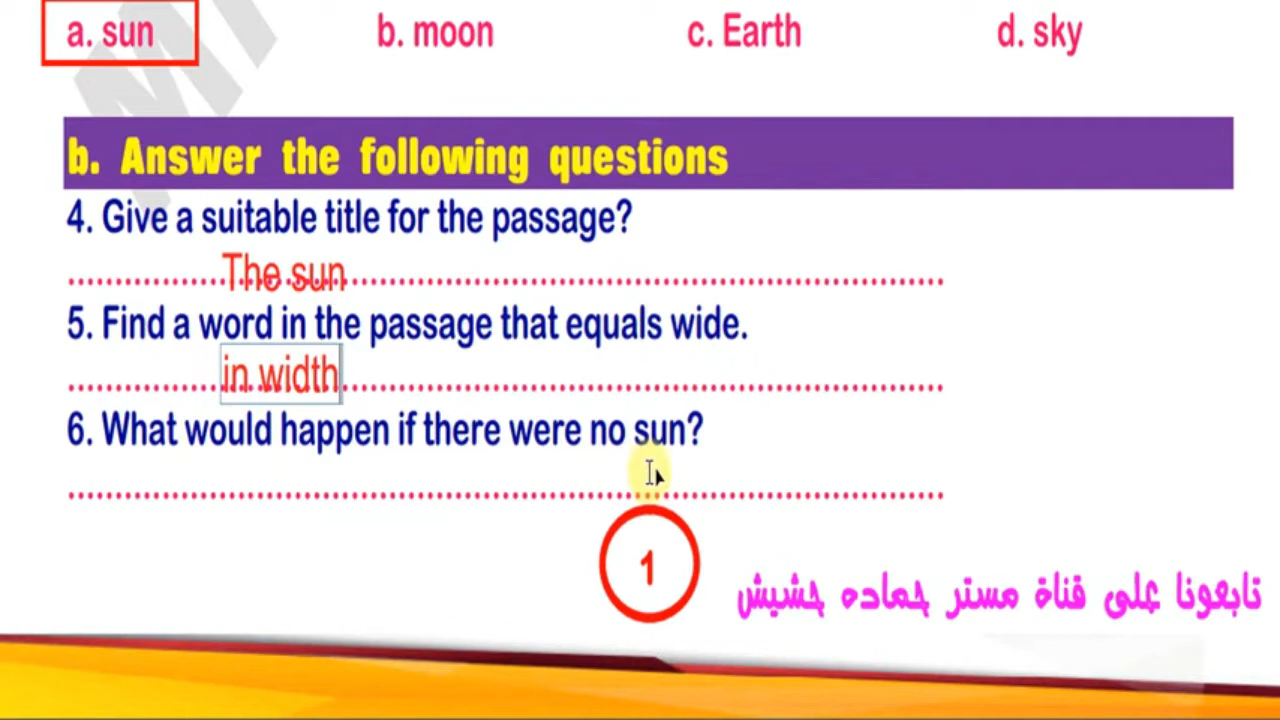 a. sun b. moon c. Earth d. sky
b. Answer the following questions
4. Give a suitable title for the passage?
The sun
5. Find a word in the passage that equals wide.
in width
6. What would happen if there were no sun?
1
تابعونا على قناة مستر حماده حشيش